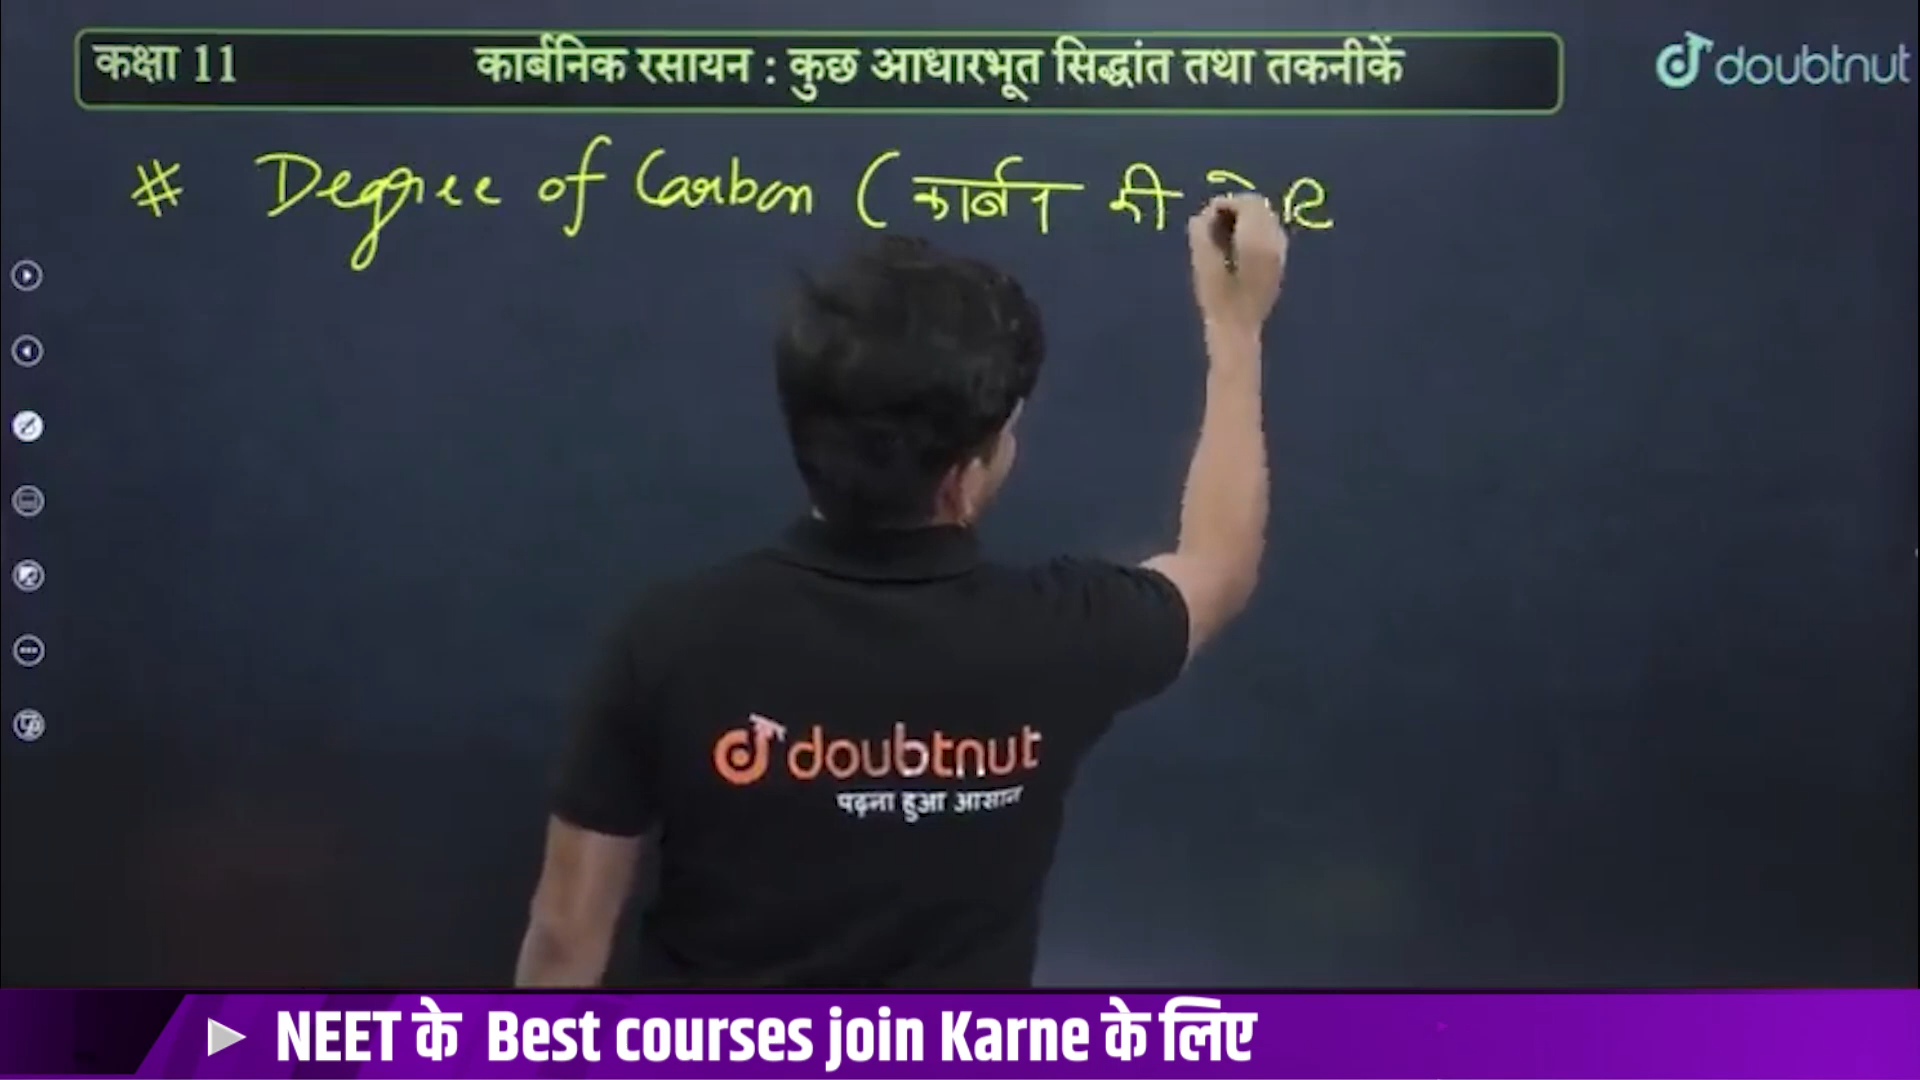 कक्षा 11 कार्बनिक रसायन : कुछ आधारभूत सिद्धांत तथा तकनीकें
doubtnut
# Degree of Carbon ( कार्बन की
doubtnut
पढ़ना हुआ आसान
NEET के Best courses join Karne के लिए